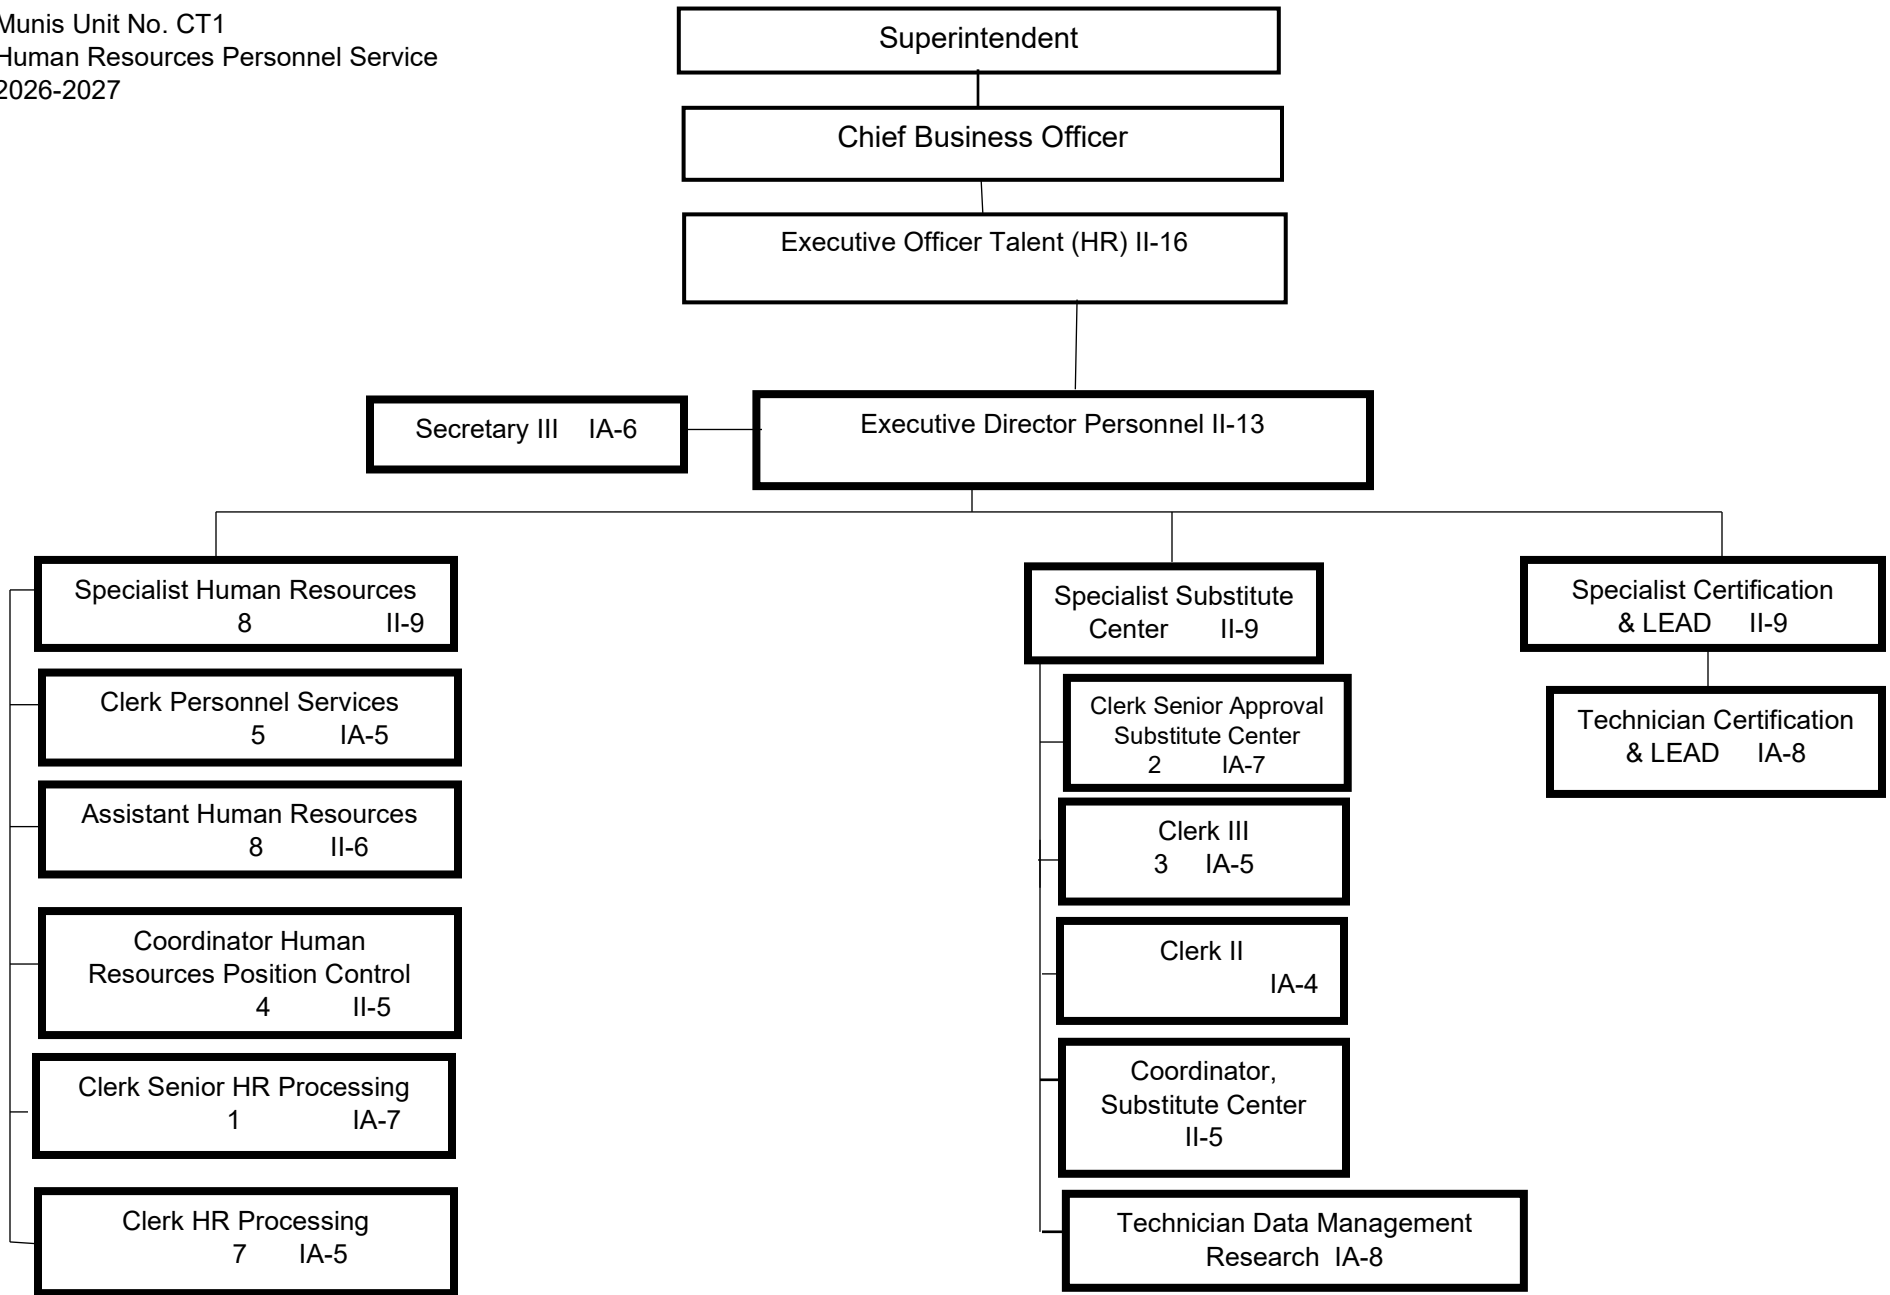 Munis Unit No. CT1
Human Resources Personnel Service
2026-2027
Superintendent
Chief Business Officer
Executive Officer Talent (HR) II-16
Secretary III IA-6
Executive Director Personnel II-13
Specialist Human Resources
8 II-9
Clerk Personnel Services
5 IA-5
Assistant Human Resources
8 II-6
Coordinator Human
Resources Position Control
4 II-5
Clerk Senior HR Processing
1 IA-7
Clerk HR Processing
7 IA-5
Specialist Substitute
Center II-9
Clerk Senior Approval
Substitute Center
2 IA-7
Clerk III
3 IA-5
Clerk II
IA-4
Coordinator,
Substitute Center
II-5
Technician Data Management
Research IA-8
Specialist Certification
& LEAD II-9
Technician Certification
& LEAD IA-8